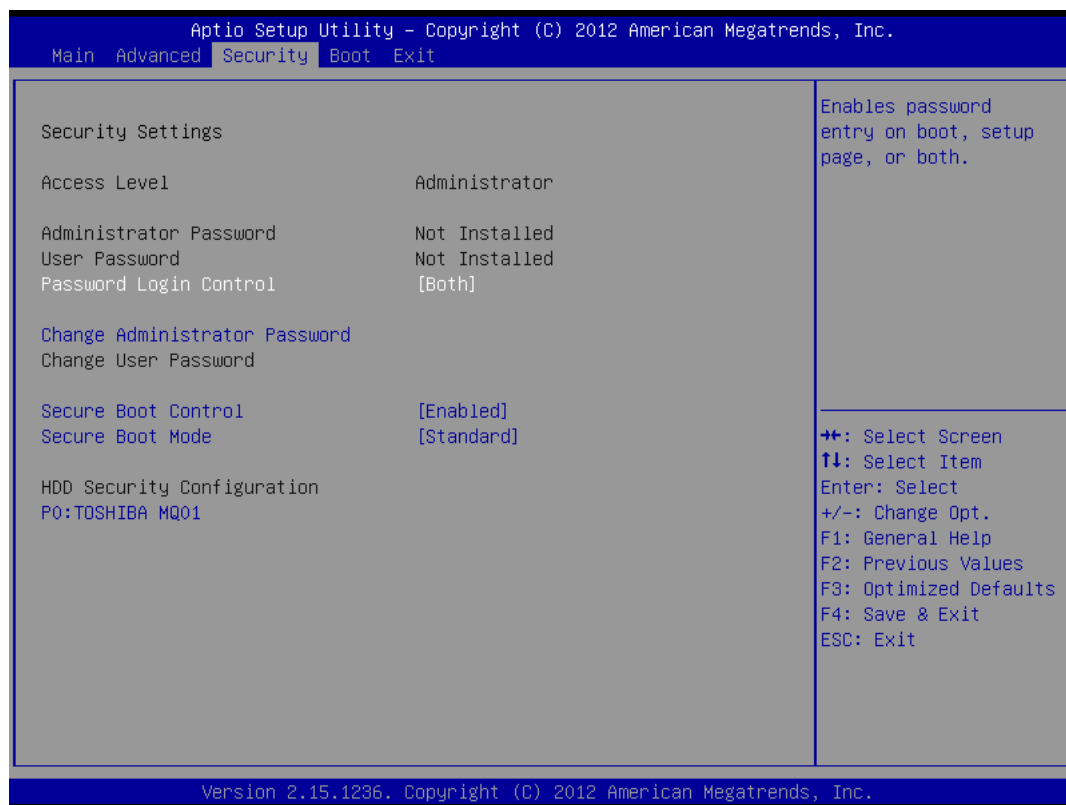 Aptio Setup Utility – Copyright (C) 2012 American Megatrends, Inc.
Main Advanced Security Boot Exit
Security Settings
Access Level Administrator
Administrator Password Not Installed
User Password Not Installed
Password Login Control [Both]
Change Administrator Password
Change User Password
Secure Boot Control [Enabled]
Secure Boot Mode [Standard]
HDD Security Configuration
P0:TOSHIBA MQ01
Enables password
entry on boot, setup
page, or both.
→←: Select Screen
↑↓: Select Item
Enter: Select
+/-: Change Opt.
F1: General Help
F2: Previous Values
F3: Optimized Defaults
F4: Save & Exit
ESC: Exit
Version 2.15.1236. Copyright (C) 2012 American Megatrends, Inc.